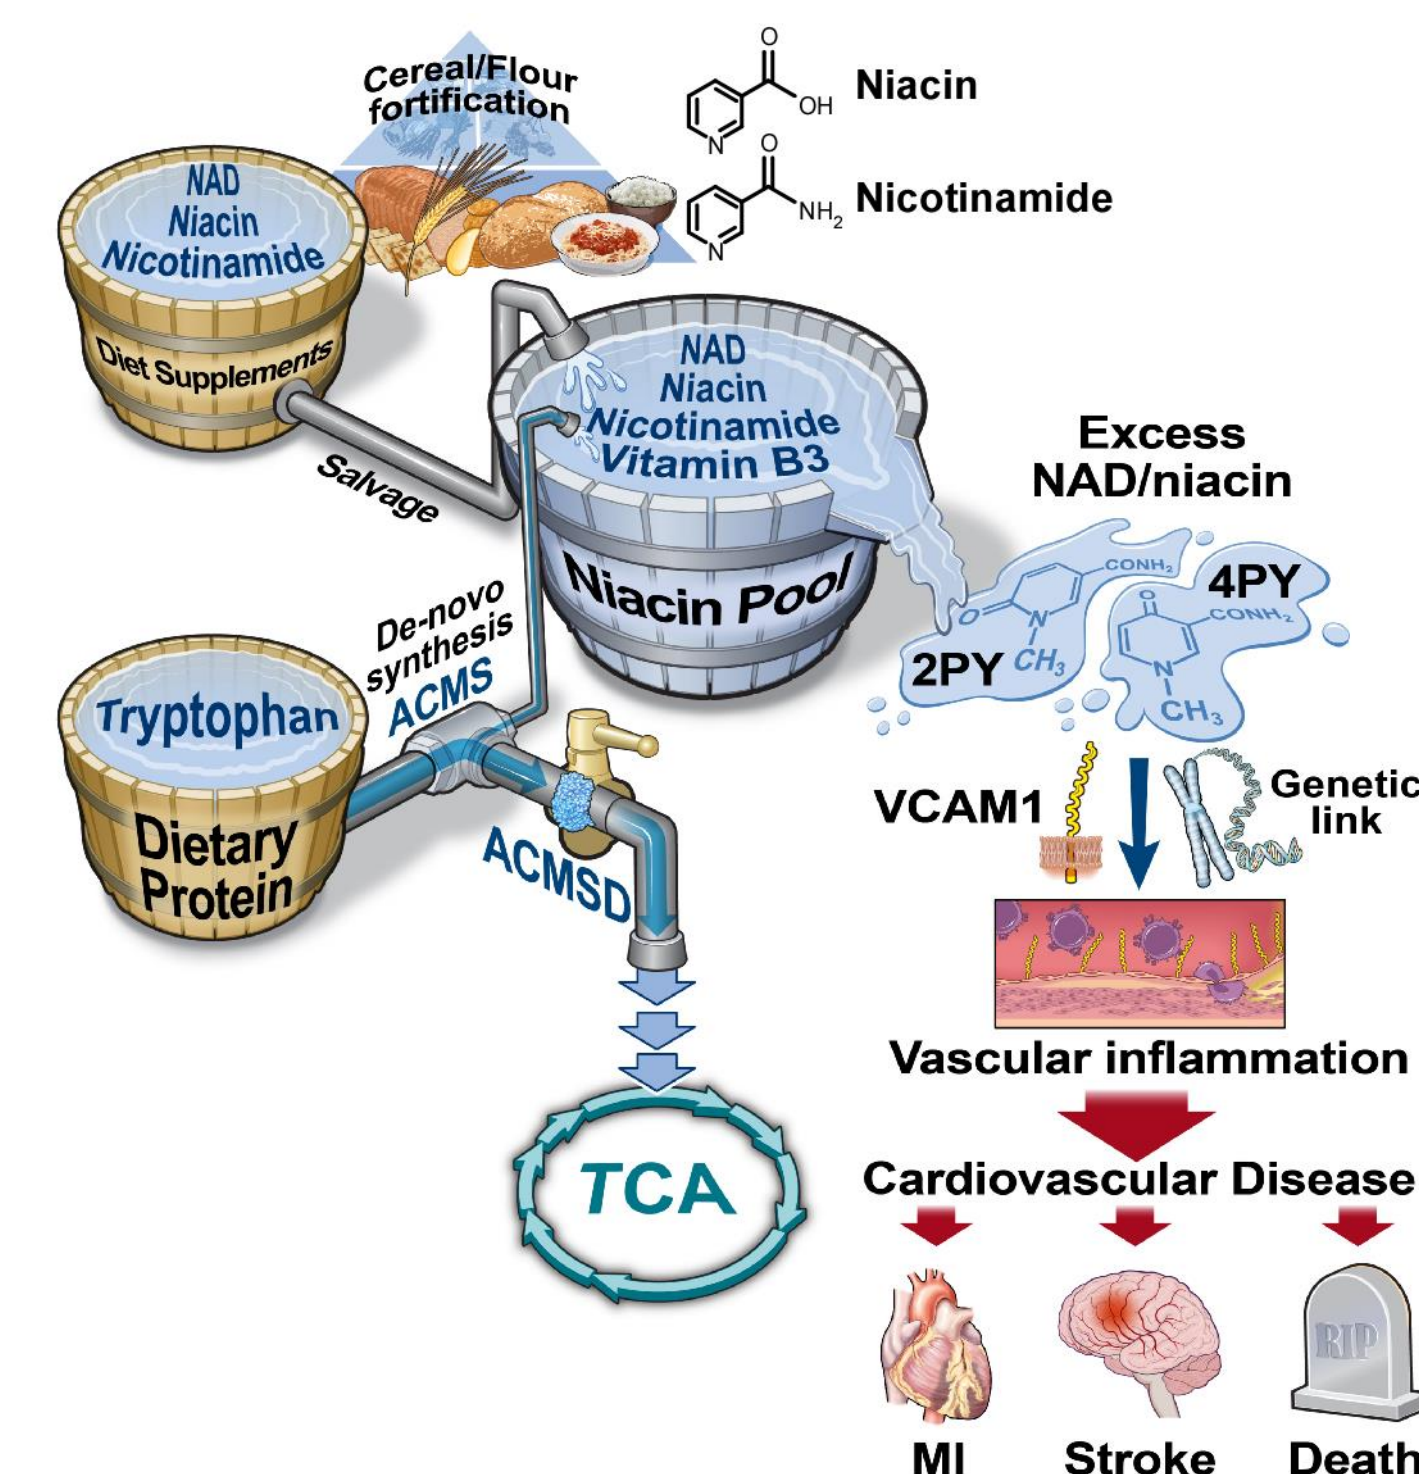 Cereal/Flour
fortification
O
OH
N
Niacin
O
NH2
N
Nicotinamide
NAD
Niacin
Nicotinamide
Diet Supplements
Salvage
NAD
Niacin
Nicotinamide
Vitamin B3
Niacin Pool
Excess
NAD/niacin
CONH2
O
N
CH3
2PY
4PY
O
CONH2
N
CH3
De-novo
synthesis
ACMS
Tryptophan
Dietary
Protein
ACMSD
TCA
VCAM1
Genetic
link
Vascular inflammation
Cardiovascular Disease
RIP
MI
Stroke
Death